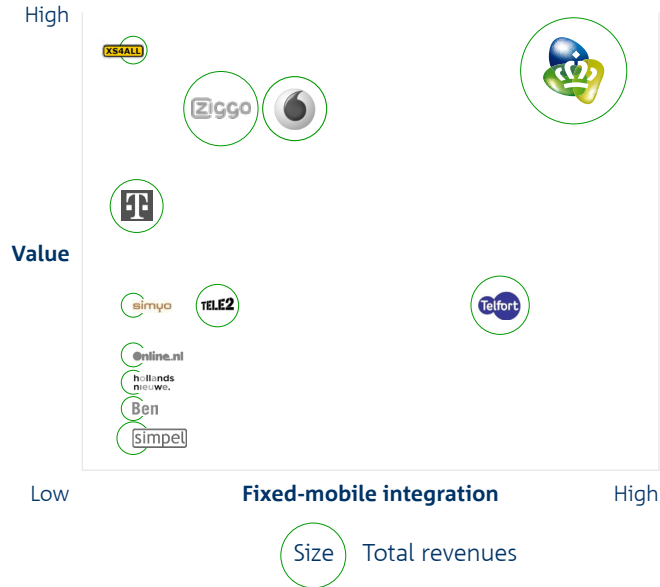 High
XS4ALL
ziggo
T
Value
simyo
TELE2
Telfort
Online.nl
hollands
nieuwe.
Ben
simpel
Low
Fixed-mobile integration
High
Size
Total revenues